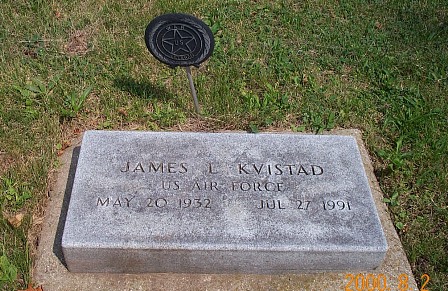 JAMES L KVISTAD
US AIR FORCE
MAY 20 1932 JUL 27 1991
2000 8 2